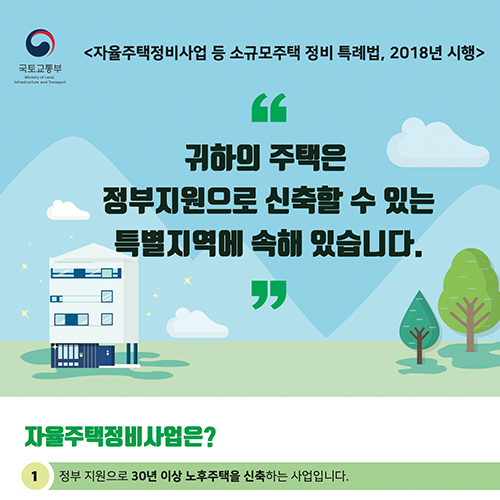 국토교통부
Ministry of Land,
Infrastructure and Transport
<자율주택정비사업 등 소규모주택 정비 특례법, 2018년 시행>
“
귀하의 주택은
정부지원으로 신축할 수 있는
특별지역에 속해 있습니다.
”
자율주택정비사업은?
1 정부 지원으로 30년 이상 노후주택을 신축하는 사업입니다.